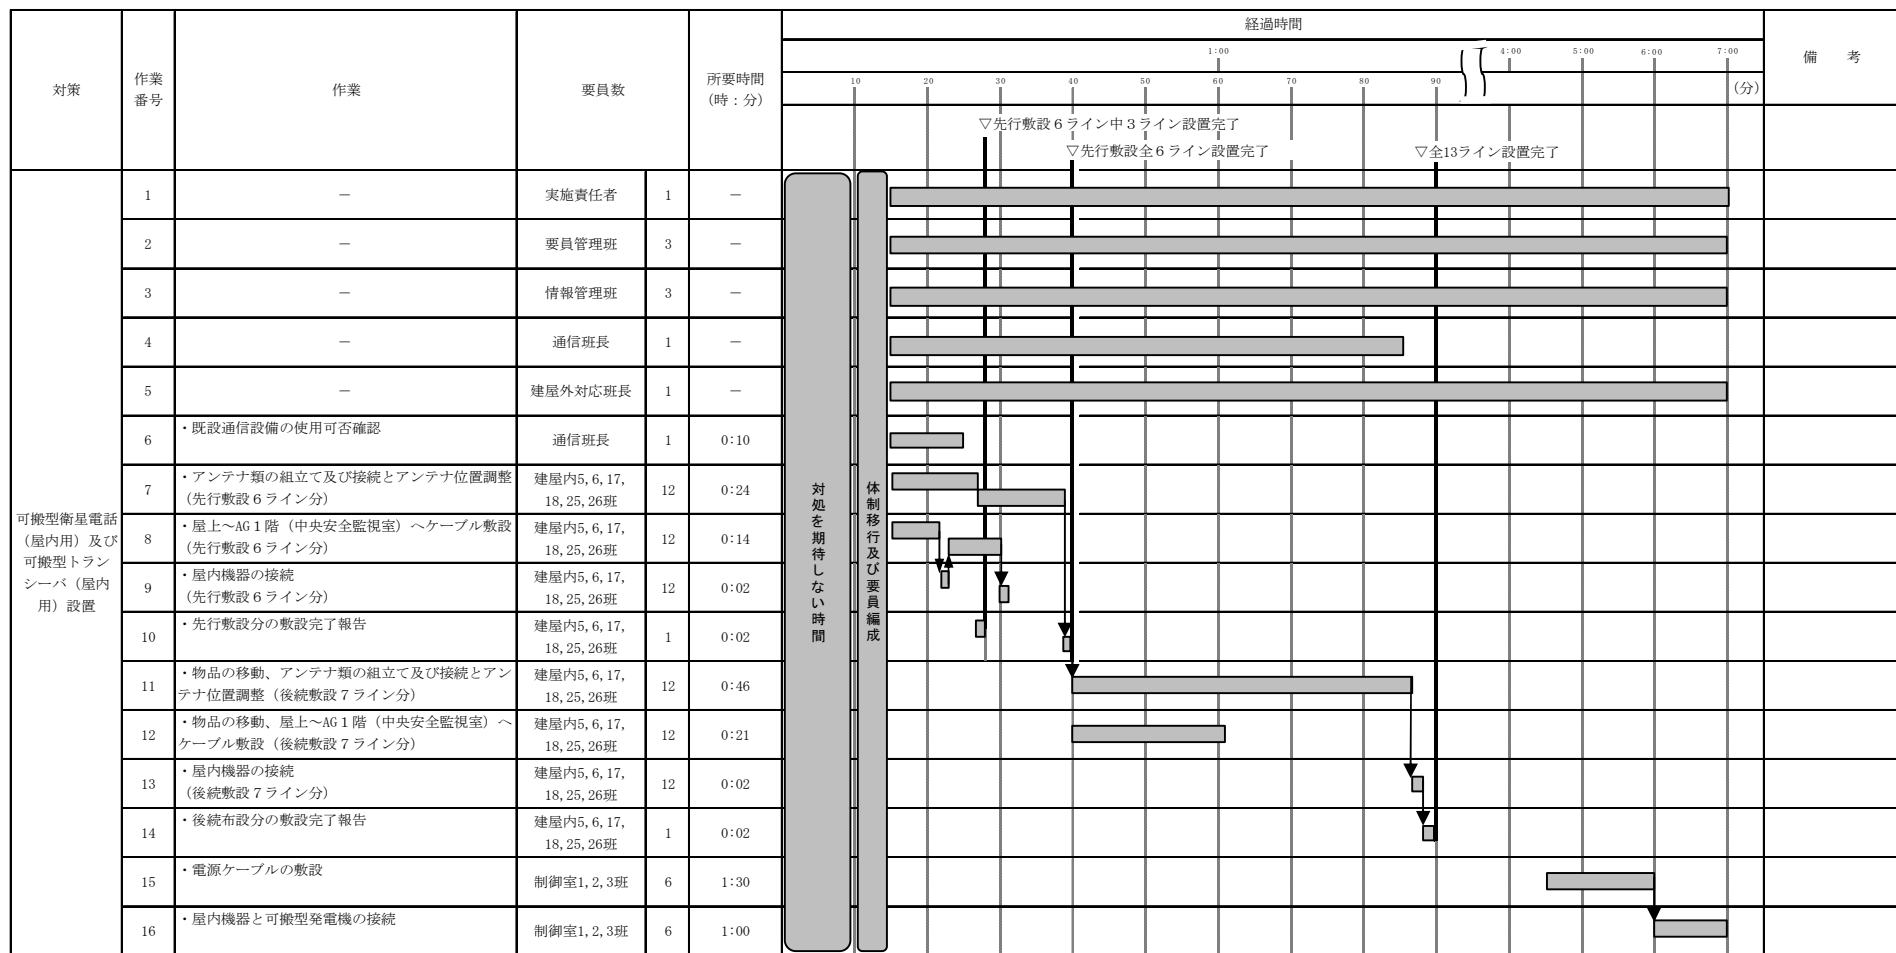 経過時間
対策
作業
番号
作業
要員数
所要時間
（時：分）
備　　考
1:00
4:00
5:00
6:00
7:00
10
20
30
40
50
60
70
80
90
（分）
▽先行敷設６ライン中３ライン設置完了
▽先行敷設全６ライン設置完了
▽全13ライン設置完了
可搬型衛星電話
（屋内用）及び
可搬型トラン
シーバ（屋内
用）設置
対処を期待しない時間
体制移行及び要員編成
1
－
実施責任者
1
－
2
－
要員管理班
3
－
3
－
情報管理班
3
－
4
－
通信班長
1
－
5
－
建屋外対応班長
1
－
6
・既設通信設備の使用可否確認
通信班長
1
0:10
7
・アンテナ類の組立て及び接続とアンテナ位置調整
（先行敷設６ライン分）
建屋内5,6,17,
18,25,26班
12
0:24
8
・屋上～AG１階（中央安全監視室）へケーブル敷設
（先行敷設６ライン分）
建屋内5,6,17,
18,25,26班
12
0:14
9
・屋内機器の接続
（先行敷設６ライン分）
建屋内5,6,17,
18,25,26班
12
0:02
10
・先行敷設分の敷設完了報告
建屋内5,6,17,
18,25,26班
1
0:02
11
・物品の移動、アンテナ類の組立て及び接続とアン
テナ位置調整（後続敷設７ライン分）
建屋内5,6,17,
18,25,26班
12
0:46
12
・物品の移動、屋上～AG１階（中央安全監視室）へ
ケーブル敷設（後続敷設７ライン分）
建屋内5,6,17,
18,25,26班
12
0:21
13
・屋内機器の接続
（後続敷設７ライン分）
建屋内5,6,17,
18,25,26班
12
0:02
14
・後続布設分の敷設完了報告
建屋内5,6,17,
18,25,26班
1
0:02
15
・電源ケーブルの敷設
制御室1,2,3班
6
1:30
16
・屋内機器と可搬型発電機の接続
制御室1,2,3班
6
1:00